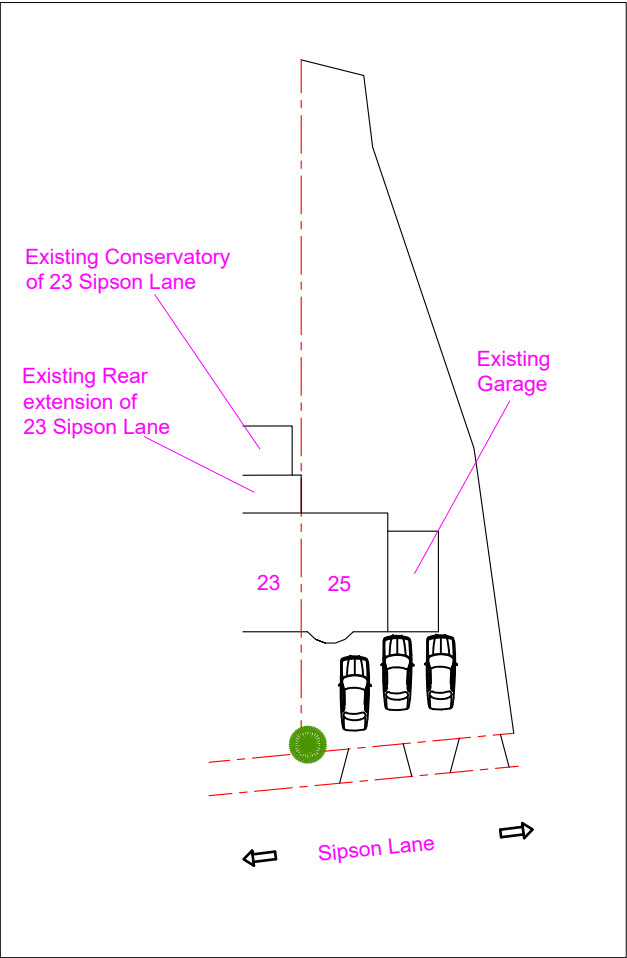 Existing Conservatory
of 23 Sipson Lane
Existing Rear
extension of
23 Sipson Lane
Existing
Garage
23
25
Sipson Lane